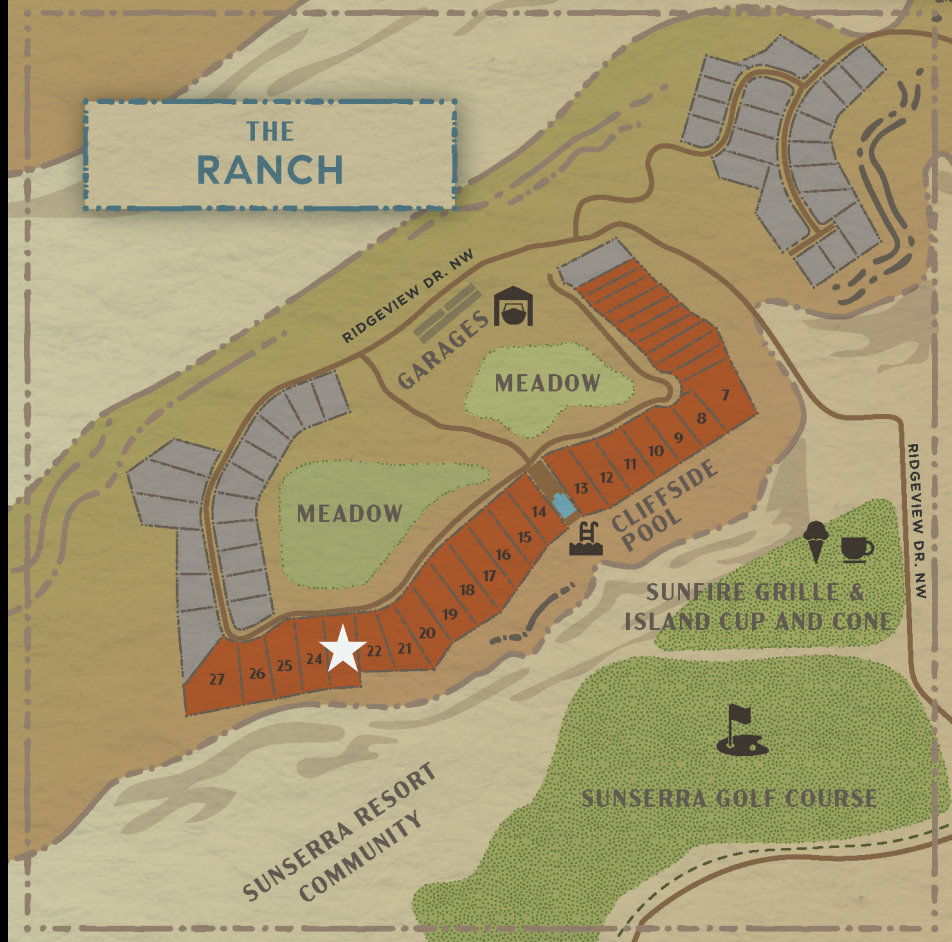 THE
RANCH
RIDGEVIEW DR. NW
GARAGES
MEADOW
7
8
9
10
11
12
13
CLIFFSIDE
POOL
MEADOW
14
15
16
17
18
19
20
21
22
24
25
26
27
RIDGEVIEW DR. NW
SUNFIRE GRILLE &
ISLAND CUP AND CONE
SUNSERRA GOLF COURSE
SUNSERRA RESORT
COMMUNITY